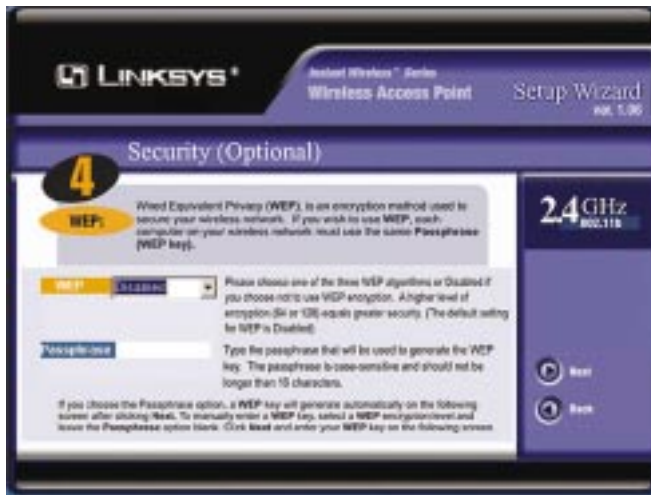 LINKSYS
Instant Wireless™ Series
Wireless Access Point
Setup Wizard
ver. 1.06
Security (Optional)
4
WEP:
Wired Equivalent Privacy (WEP), is an encryption method used to
secure your wireless network. If you wish to use WEP, each
computer on your wireless network must use the same Passphrase
(WEP key).
2.4 GHz
802.11b
WEP
Disabled
Please choose one of the three WEP algorithms or Disabled if
you choose not to use WEP encryption. A higher level of
encryption (64 or 128) equals greater security. (The default setting
for WEP is Disabled)
Passphrase
Type the passphrase that will be used to generate the WEP
key. The passphrase is case-sensitive and should not be
longer than 16 characters.
If you choose the Passphrase option, a WEP key will generate automatically on the following
screen after clicking Next. To manually enter a WEP key, select a WEP encryption level and
leave the Passphrase option blank. Click Next and enter your WEP key on the following screen
Next
Back